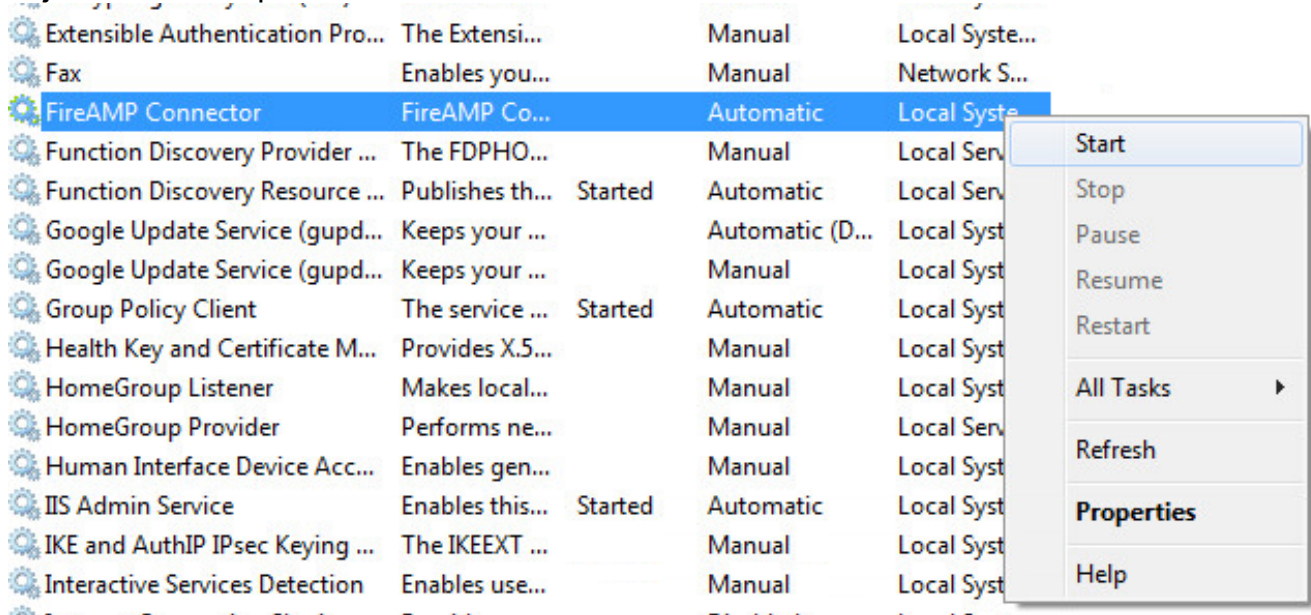 Extensible Authentication Pro... The Extensi... Manual Local Syste...
Fax Enables you... Manual Network S...
FireAMP Connector FireAMP Co... Automatic Local Syste
Function Discovery Provider ... The FDPHO... Manual Local Serv
Function Discovery Resource ... Publishes th... Started Automatic Local Serv
Google Update Service (gupd... Keeps your ... Automatic (D... Local Syst
Google Update Service (gupd... Keeps your ... Manual Local Syst
Group Policy Client The service ... Started Automatic Local Syst
Health Key and Certificate M... Provides X.5... Manual Local Syst
HomeGroup Listener Makes local... Manual Local Syst
HomeGroup Provider Performs ne... Manual Local Serv
Human Interface Device Acc... Enables gen... Manual Local Syst
IIS Admin Service Enables this... Started Automatic Local Syst
IKE and AuthIP IPsec Keying ... The IKEEXT ... Manual Local Syst
Interactive Services Detection Enables use... Manual Local Syst
Start
Stop
Pause
Resume
Restart
All Tasks
Refresh
Properties
Help